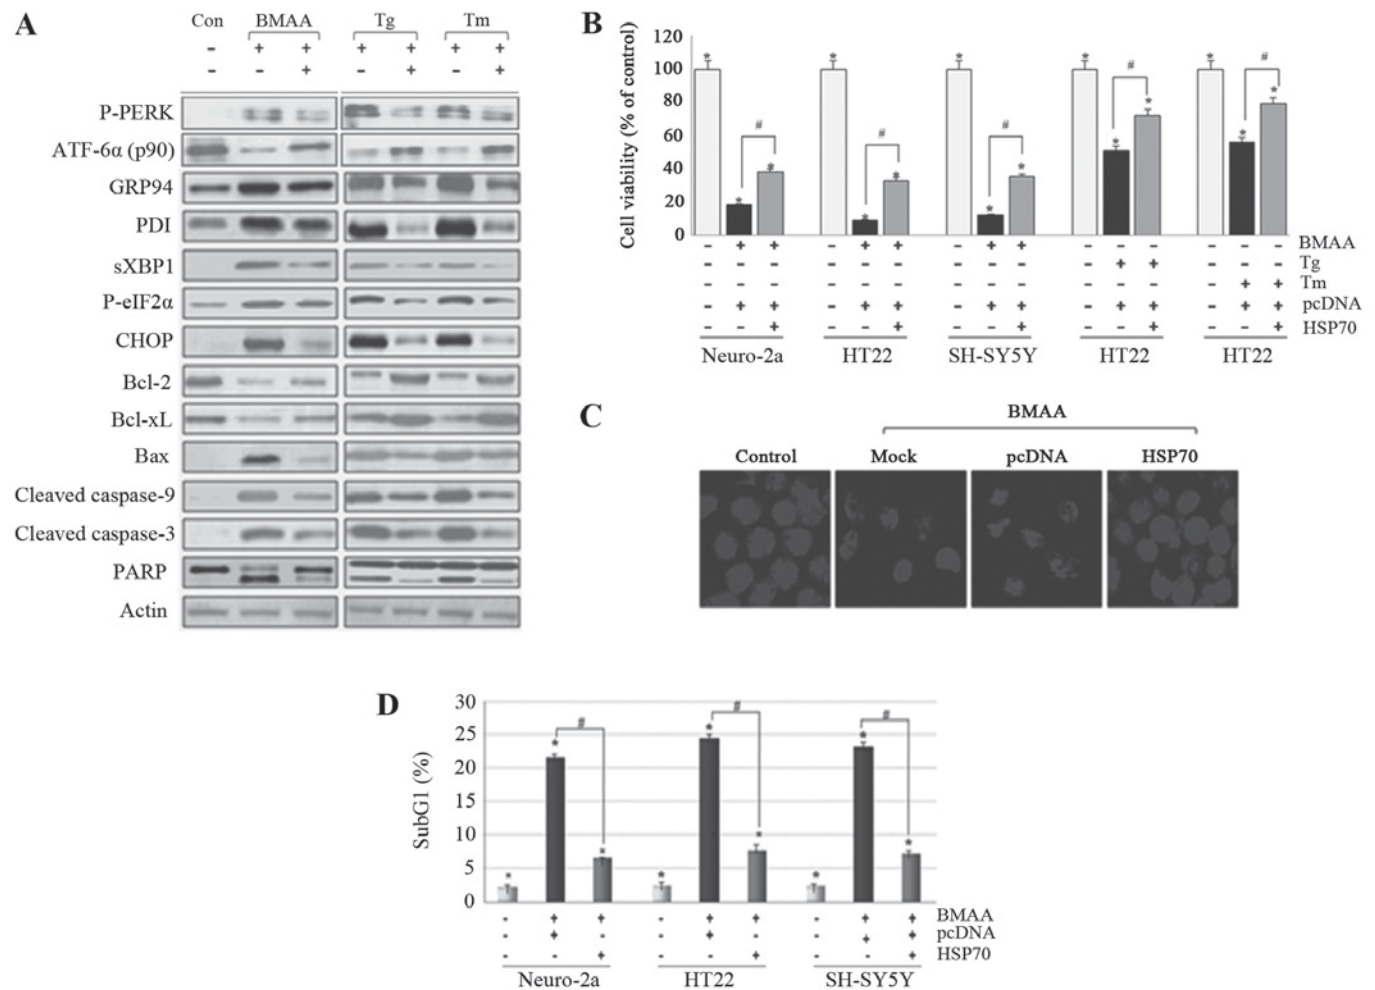 A
Con BMAA Tg Tm
- + + + + + +
- - + - + - +
P-PERK
ATF-6α (p90)
GRP94
PDI
sXBP1
P-eIF2α
CHOP
Bcl-2
Bcl-xL
Bax
Cleaved caspase-9
Cleaved caspase-3
PARP
Actin
B
Cell viability (% of control)
120
100
80
60
40
20
0
* * * # * * * # * * * # * * * # * * * #
- + + - + + - + + - - - - - - BMAA
- - - - - - - - - - + + - - - Tg
- - - - - - - - - - - - - + + Tm
- + + - + + - + + - + + - + + pcDNA
- - + - - + - - + - - + - - + HSP70
Neuro-2a HT22 SH-SY5Y HT22 HT22
C
BMAA
Control Mock pcDNA HSP70
D
SubG1 (%)
30
25
20
15
10
5
0
* * * # * * * # * * * #
- + + - + + - + + BMAA
- + - + - + + pcDNA
- - + - - + - - + HSP70
Neuro-2a HT22 SH-SY5Y